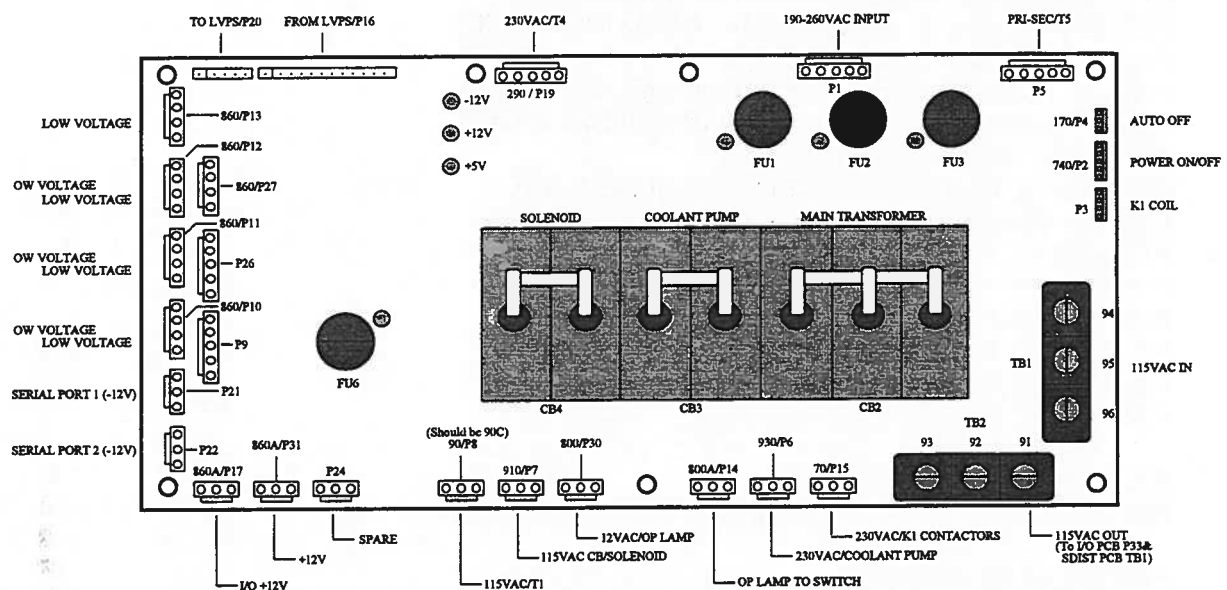 TO LVPS/P20 FROM LVPS/P16 230VAC/T4 190-260VAC INPUT PRI-SEC/T5
290 / P19 P1 P5
-12V
+12V
+5V
FU1 FU2 FU3
170/P4 AUTO OFF
740/P2 POWER ON/OFF
P3 K1 COIL
LOW VOLTAGE 860/P13
860/P12
OW VOLTAGE
LOW VOLTAGE 860/P27
860/P11
OW VOLTAGE
LOW VOLTAGE P26
860/P10
OW VOLTAGE
LOW VOLTAGE P9
SERIAL PORT 1 (-12V) P21
SERIAL PORT 2 (-12V) P22
FU6
SOLENOID COOLANT PUMP MAIN TRANSFORMER
CB4 CB3 CB2
94
TB1 95 115VAC IN
96
TB2
93 92 91
(Should be 90C)
860A/P17 860A/P31 P24 90/P8 910/P7 800/P30 800A/P14 930/P6 70/P15
SPARE
+12V
I/O +12V
12VAC/OP LAMP
115VAC CB/SOLENOID
115VAC/T1
230VAC/K1 CONTACTORS
230VAC/COOLANT PUMP
OP LAMP TO SWITCH
115VAC OUT
(To I/O PCB P33&
SDIST PCB TB1)